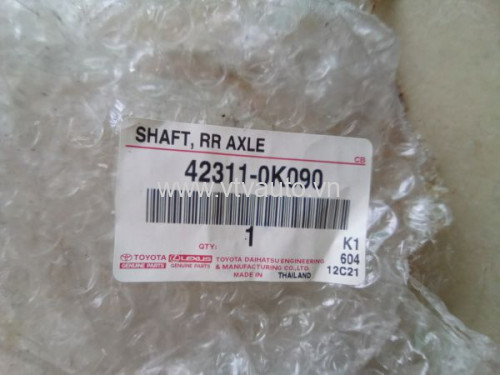 SHAFT, RR AXLE
CB
42311-0K090
www.vtvauto.vn
QTY: 1
K1
604
12C21
TOYOTA
GENUINE PARTS
LEXUS
GENUINE PARTS
TOYOTA DAIHATSU ENGINEERING
& MANUFACTURING CO.,LTD.
MADE IN THAILAND